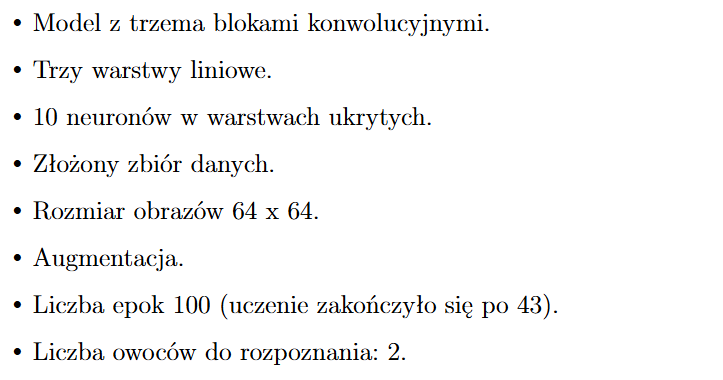 • Model z trzema blokami konwolucyjnymi.
• Trzy warstwy liniowe.
• 10 neuronów w warstwach ukrytych.
• Złożony zbiór danych.
• Rozmiar obrazów 64 x 64.
• Augmentacja.
• Liczba epok 100 (uczenie zakończyło się po 43).
• Liczba owoców do rozpoznania: 2.